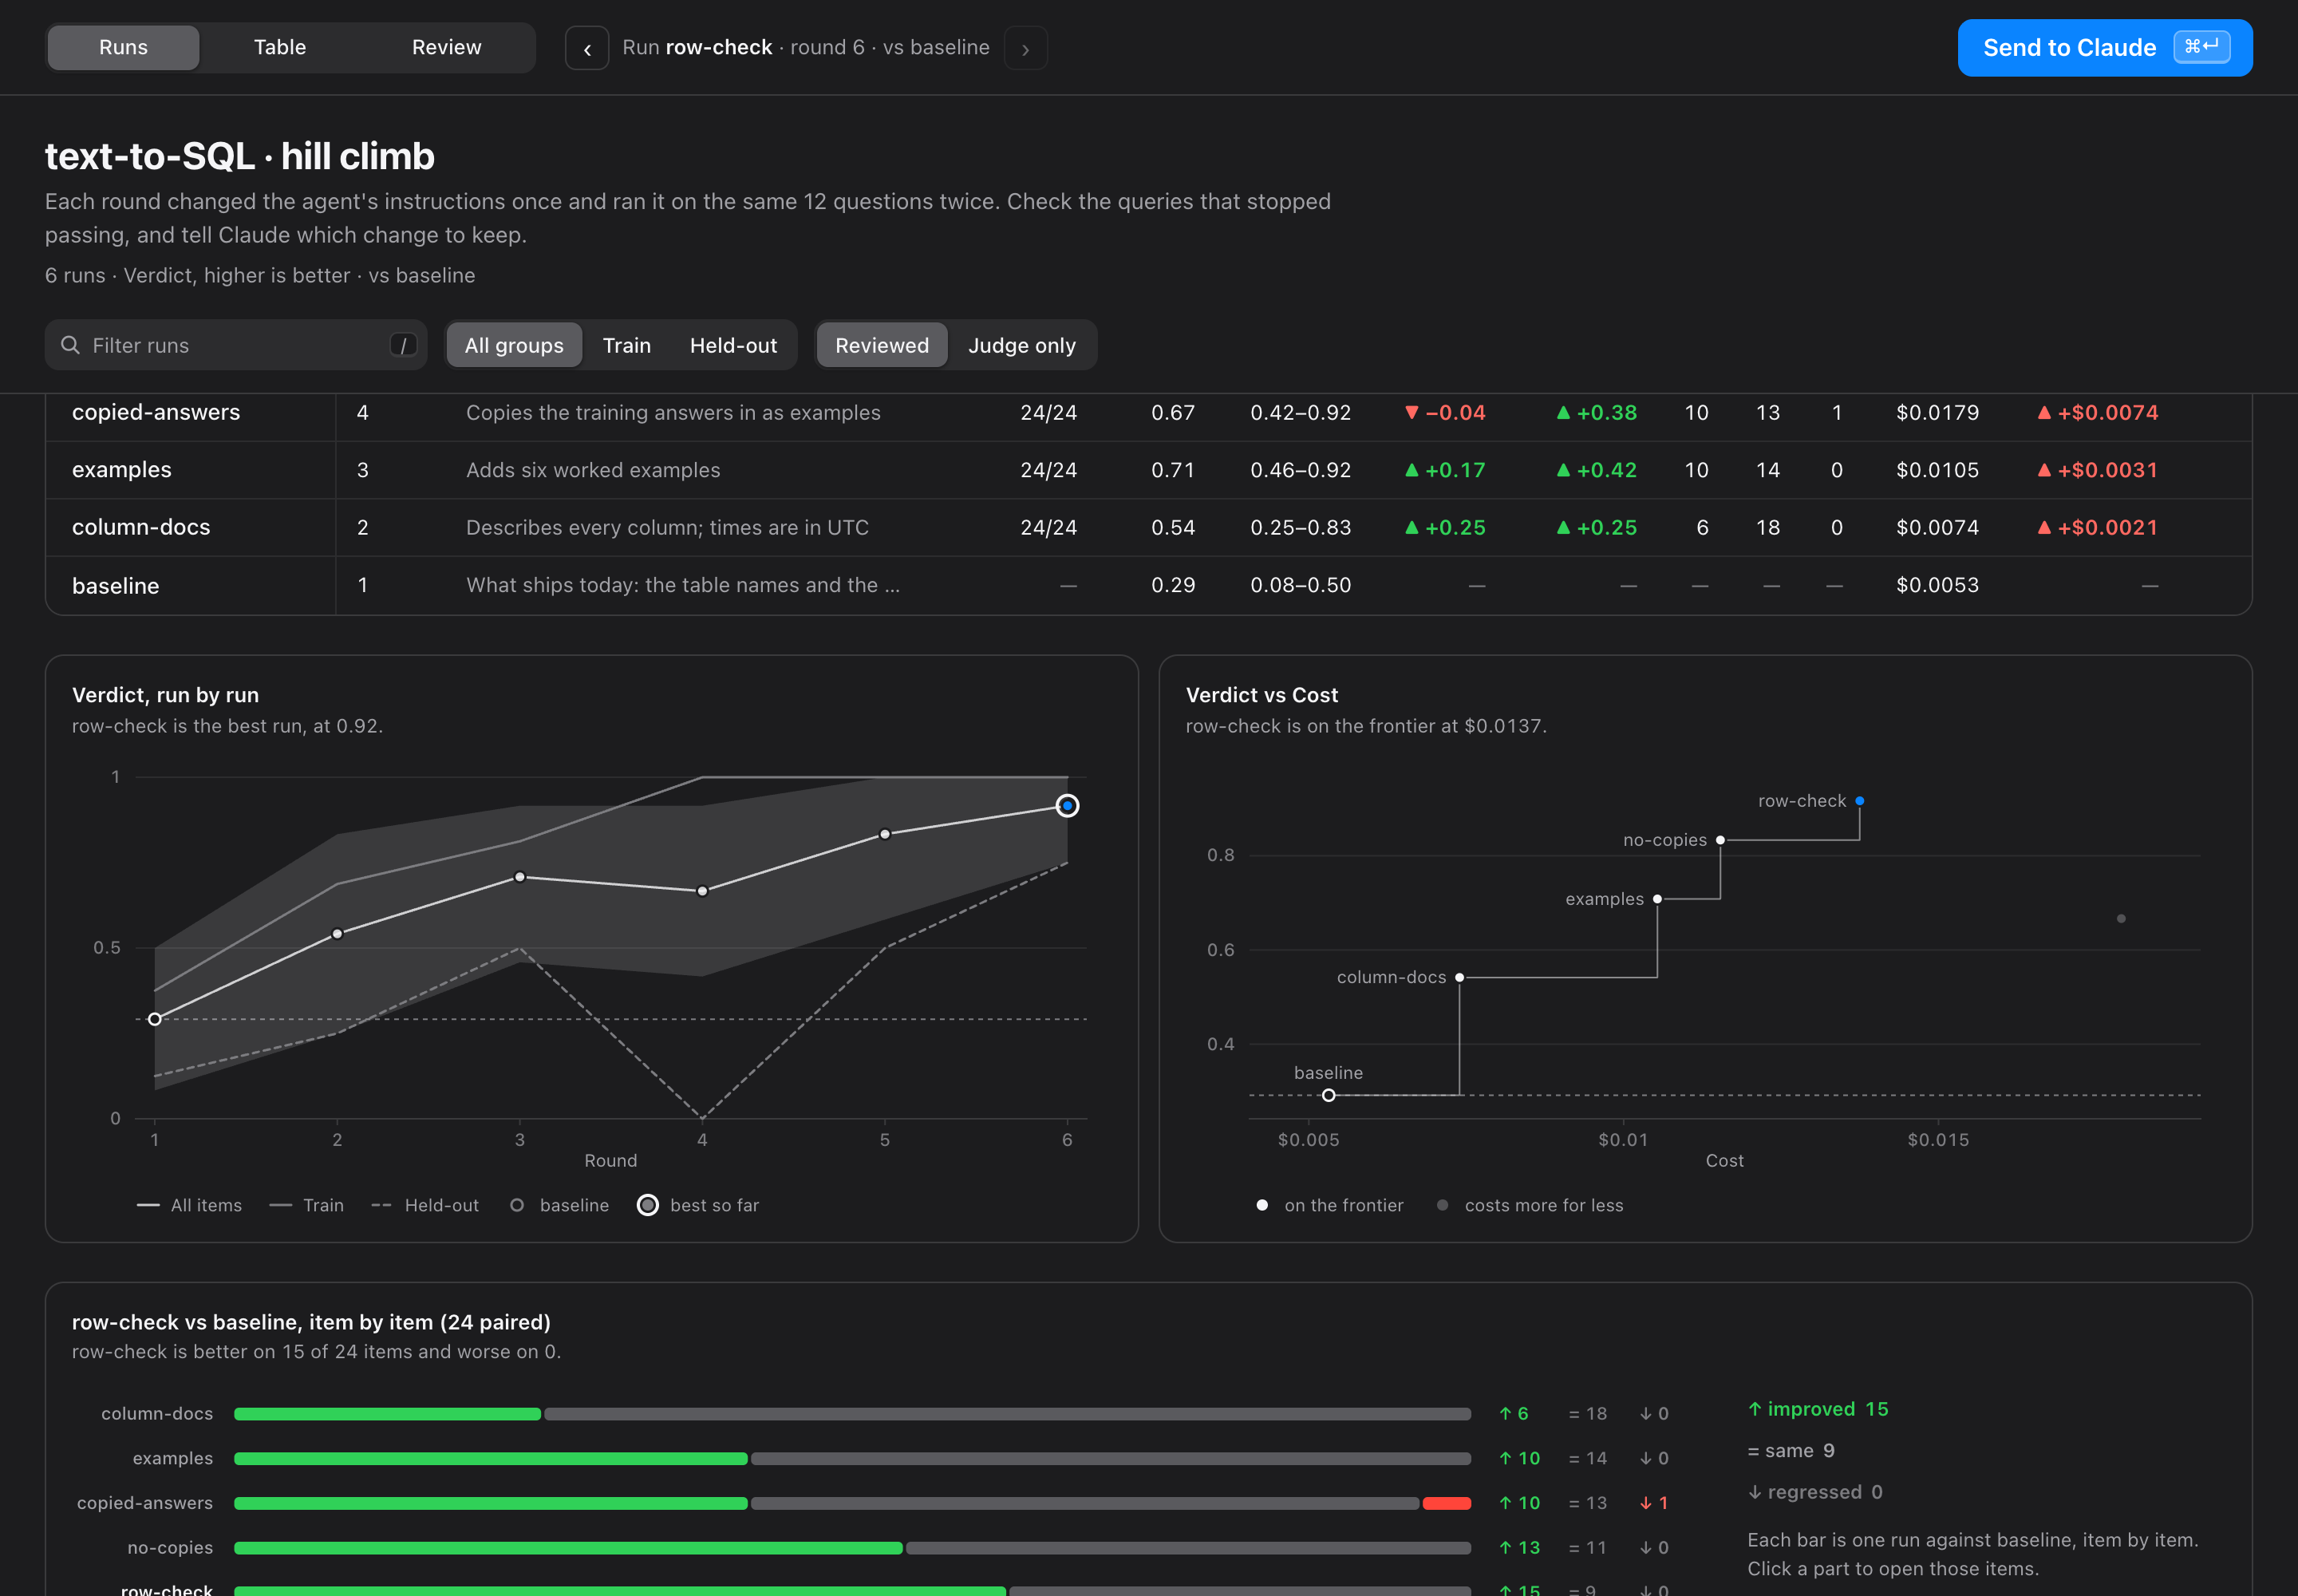 Runs Table Review ‹ Run row-check · round 6 · vs baseline › Send to Claude ⌘↵
text-to-SQL · hill climb
Each round changed the agent's instructions once and ran it on the same 12 questions twice. Check the queries that stopped
passing, and tell Claude which change to keep.
6 runs · Verdict, higher is better · vs baseline
Filter runs / All groups Train Held-out Reviewed Judge only
copied-answers 4 Copies the training answers in as examples 24/24 0.67 0.42–0.92 ▼ −0.04 ▲ +0.38 10 13 1 $0.0179 ▲ +$0.0074
examples 3 Adds six worked examples 24/24 0.71 0.46–0.92 ▲ +0.17 ▲ +0.42 10 14 0 $0.0105 ▲ +$0.0031
column-docs 2 Describes every column; times are in UTC 24/24 0.54 0.25–0.83 ▲ +0.25 ▲ +0.25 6 18 0 $0.0074 ▲ +$0.0021
baseline 1 What ships today: the table names and the ... — 0.29 0.08–0.50 — — — — — $0.0053 —
Verdict, run by run
row-check is the best run, at 0.92.
1
0.5
0
1 2 3 4 5 6
Round
All items Train Held-out baseline best so far
Verdict vs Cost
row-check is on the frontier at $0.0137.
row-check
no-copies
0.8
examples
0.6
column-docs
0.4
baseline
$0.005 $0.01 $0.015
Cost
on the frontier costs more for less
row-check vs baseline, item by item (24 paired)
row-check is better on 15 of 24 items and worse on 0.
column-docs ↑ 6 = 18 ↓ 0
examples ↑ 10 = 14 ↓ 0
copied-answers ↑ 10 = 13 ↓ 1
no-copies ↑ 13 = 11 ↓ 0
row-check ↑ 15 = 9 ↓ 0
↑ improved 15
= same 9
↓ regressed 0
Each bar is one run against baseline, item by item.
Click a part to open those items.